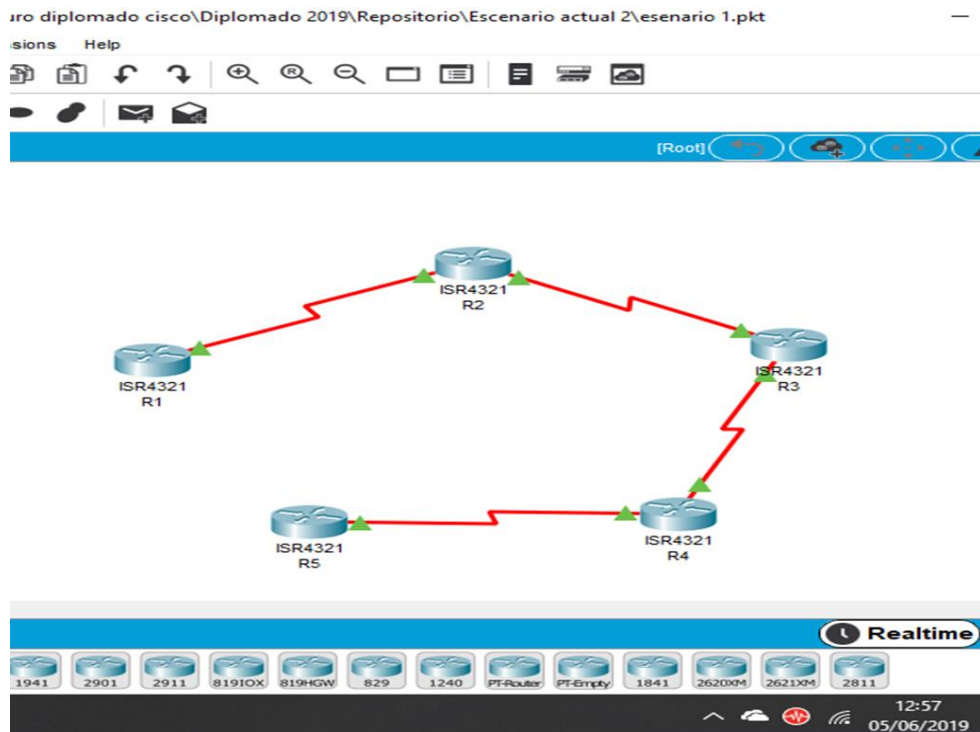 uro diplomado cisco\Diplomado 2019\Repositorio\Escenario actual 2\esenario 1.pkt
sions Help
[Root]
ISR4321
R2
ISR4321
R3
ISR4321
R1
ISR4321
R5
ISR4321
R4
Realtime
1941 2901 2911 819IOX 819HGW 829 1240 PT-Router PT-Empty 1841 2620XM 2621XM 2811
12:57
05/06/2019